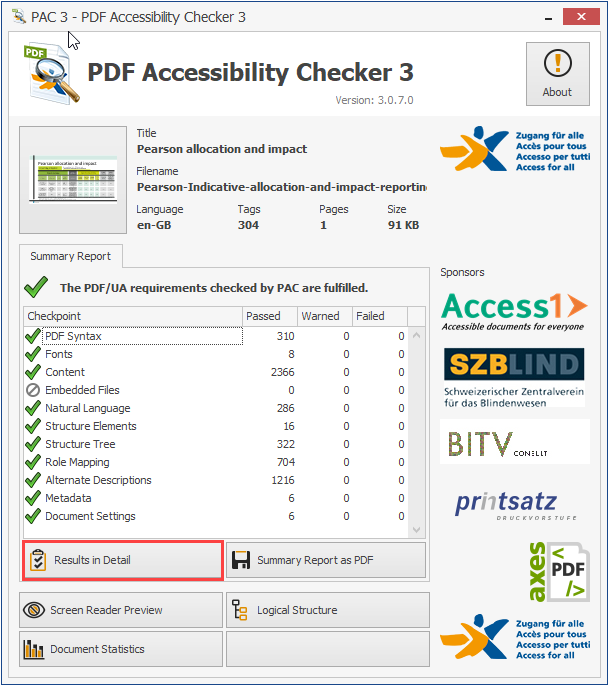 PAC 3 - PDF Accessibility Checker 3
PDF
PDF Accessibility Checker 3
Version: 3.0.7.0
About
Title
Pearson allocation and impact
Filename
Pearson-Indicative-allocation-and-impact-reporting
Language Tags Pages Size
en-GB 304 1 91 KB
Pearson allocation and impact
Zugang für alle
Accès pour tous
Accesso per tutti
Access for all
Summary Report
The PDF/UA requirements checked by PAC are fulfilled.
Checkpoint Passed Warned Failed
PDF Syntax 310 0 0
Fonts 8 0 0
Content 2366 0 0
Embedded Files 0 0 0
Natural Language 286 0 0
Structure Elements 16 0 0
Structure Tree 322 0 0
Role Mapping 704 0 0
Alternate Descriptions 1216 0 0
Metadata 6 0 0
Document Settings 6 0 0
Results in Detail
Summary Report as PDF
Screen Reader Preview
Logical Structure
Document Statistics
Sponsors
Access1
Accessible documents for everyone
SZBLIND
Schweizerischer Zentralverein
für das Blindenwesen
BITV CONSULT
printsatz
DRUCKVORSTUFE
axes
<PDF/>
Zugang für alle
Accès pour tous
Accesso per tutti
Access for all